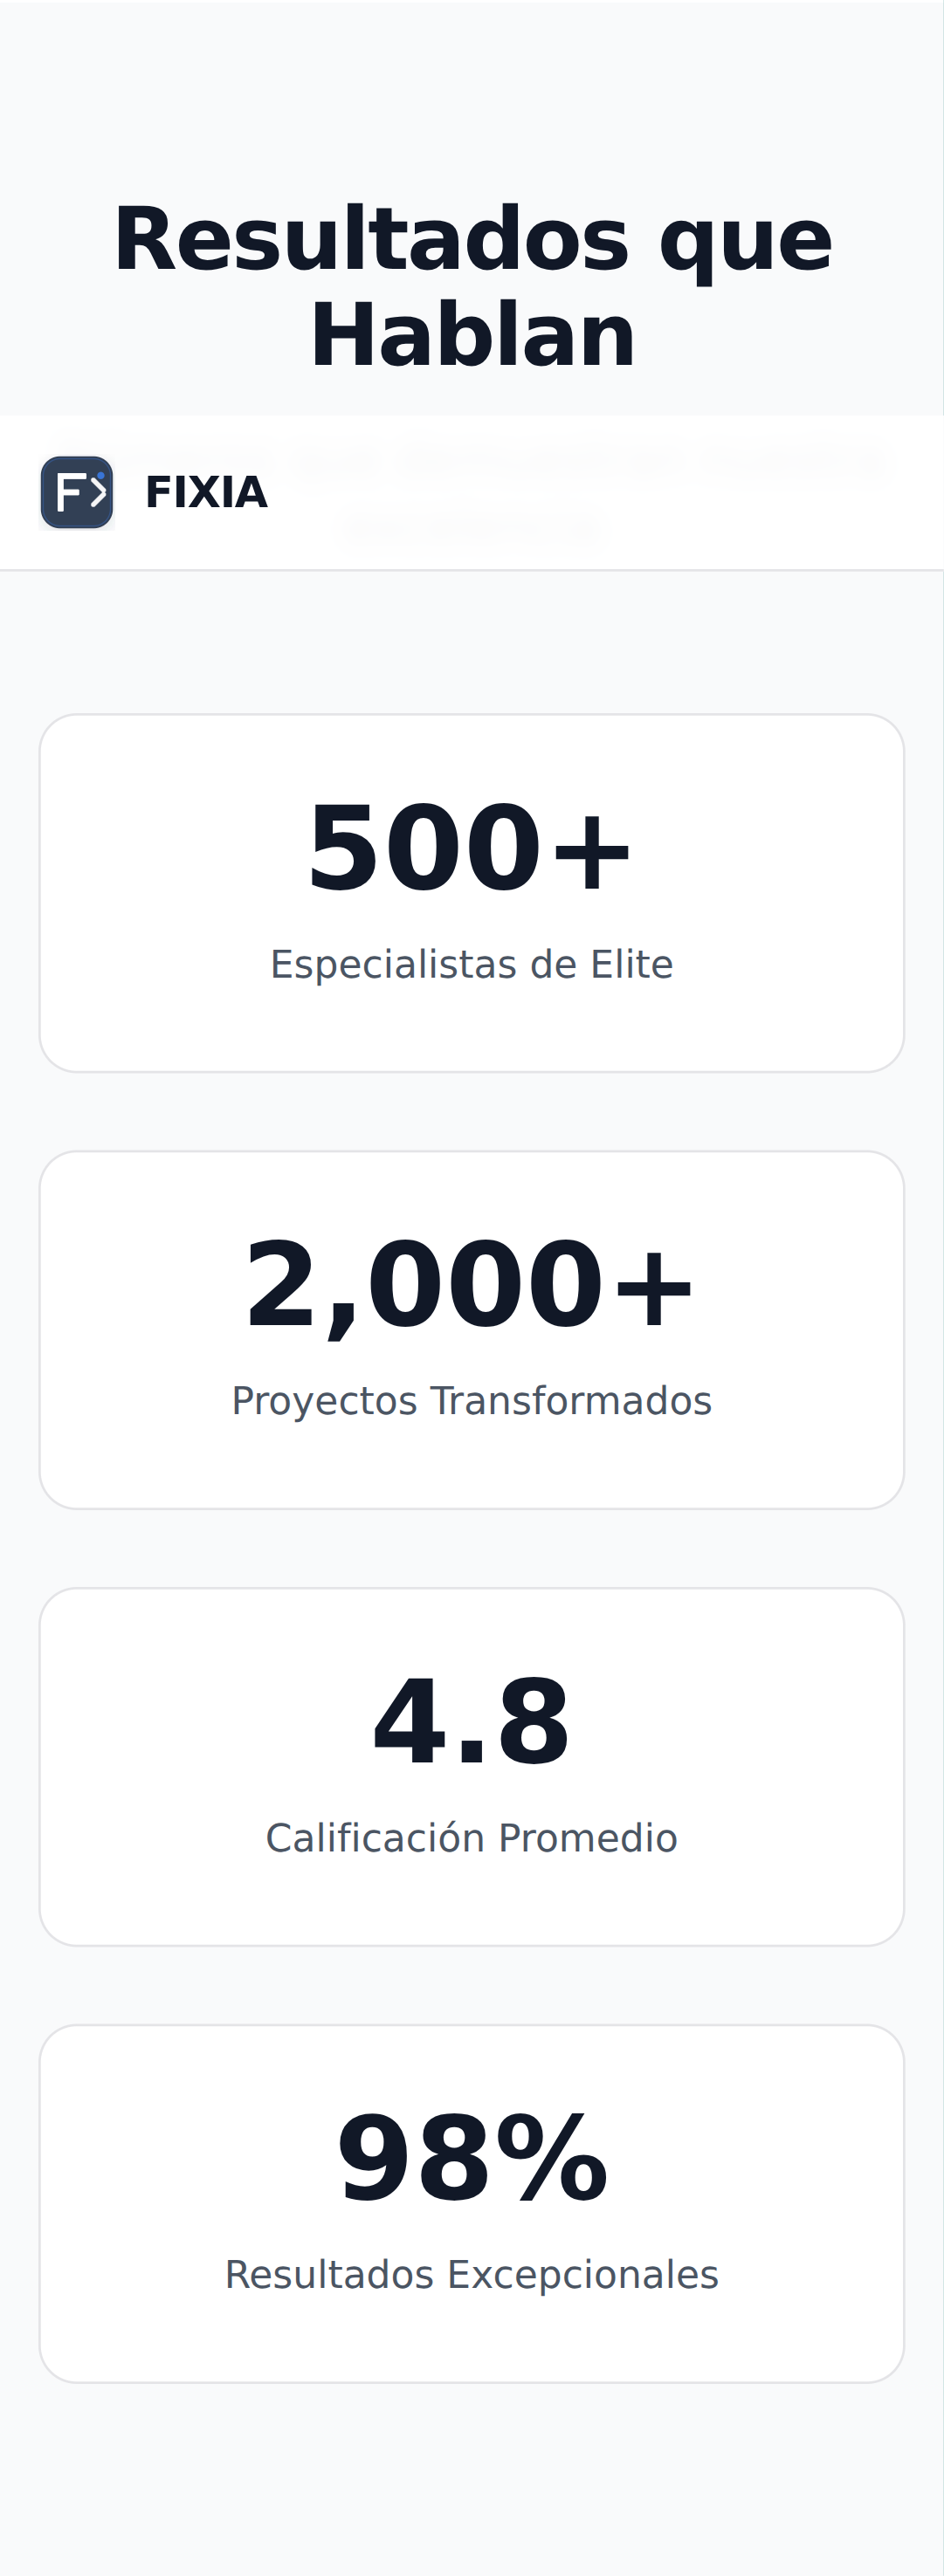 Resultados que
Hablan
FIXIA
500+
Especialistas de Elite
2,000+
Proyectos Transformados
4.8
Calificación Promedio
98%
Resultados Excepcionales